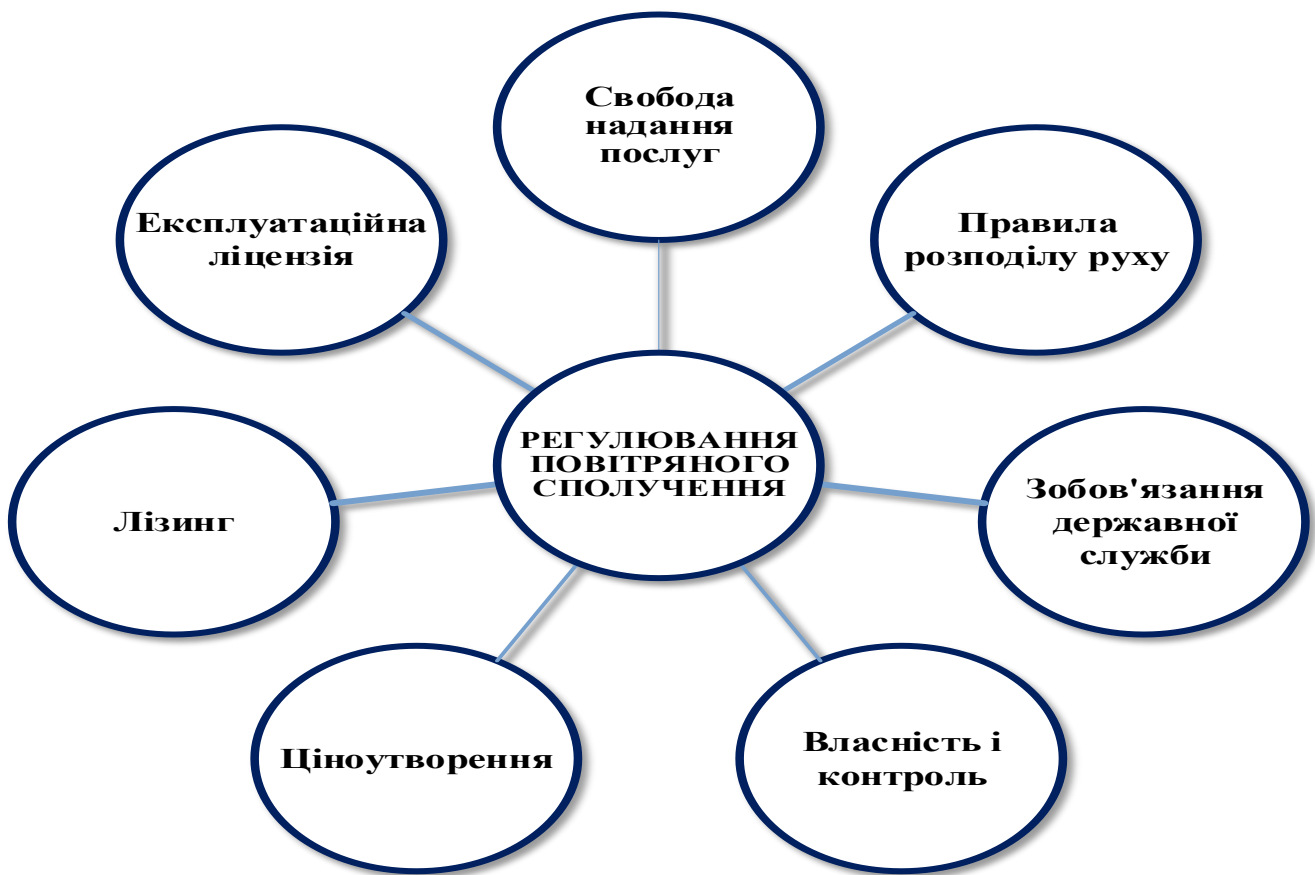 Свобода
надання
послуг
Експлуатаційна
ліцензія
Правила
розподілу руху
РЕГУЛЮВАННЯ
ПОВІТРЯНОГО
СПОЛУЧЕННЯ
Лізинг
Зобов'язання
державної
служби
Ціноутворення
Власність і
контроль